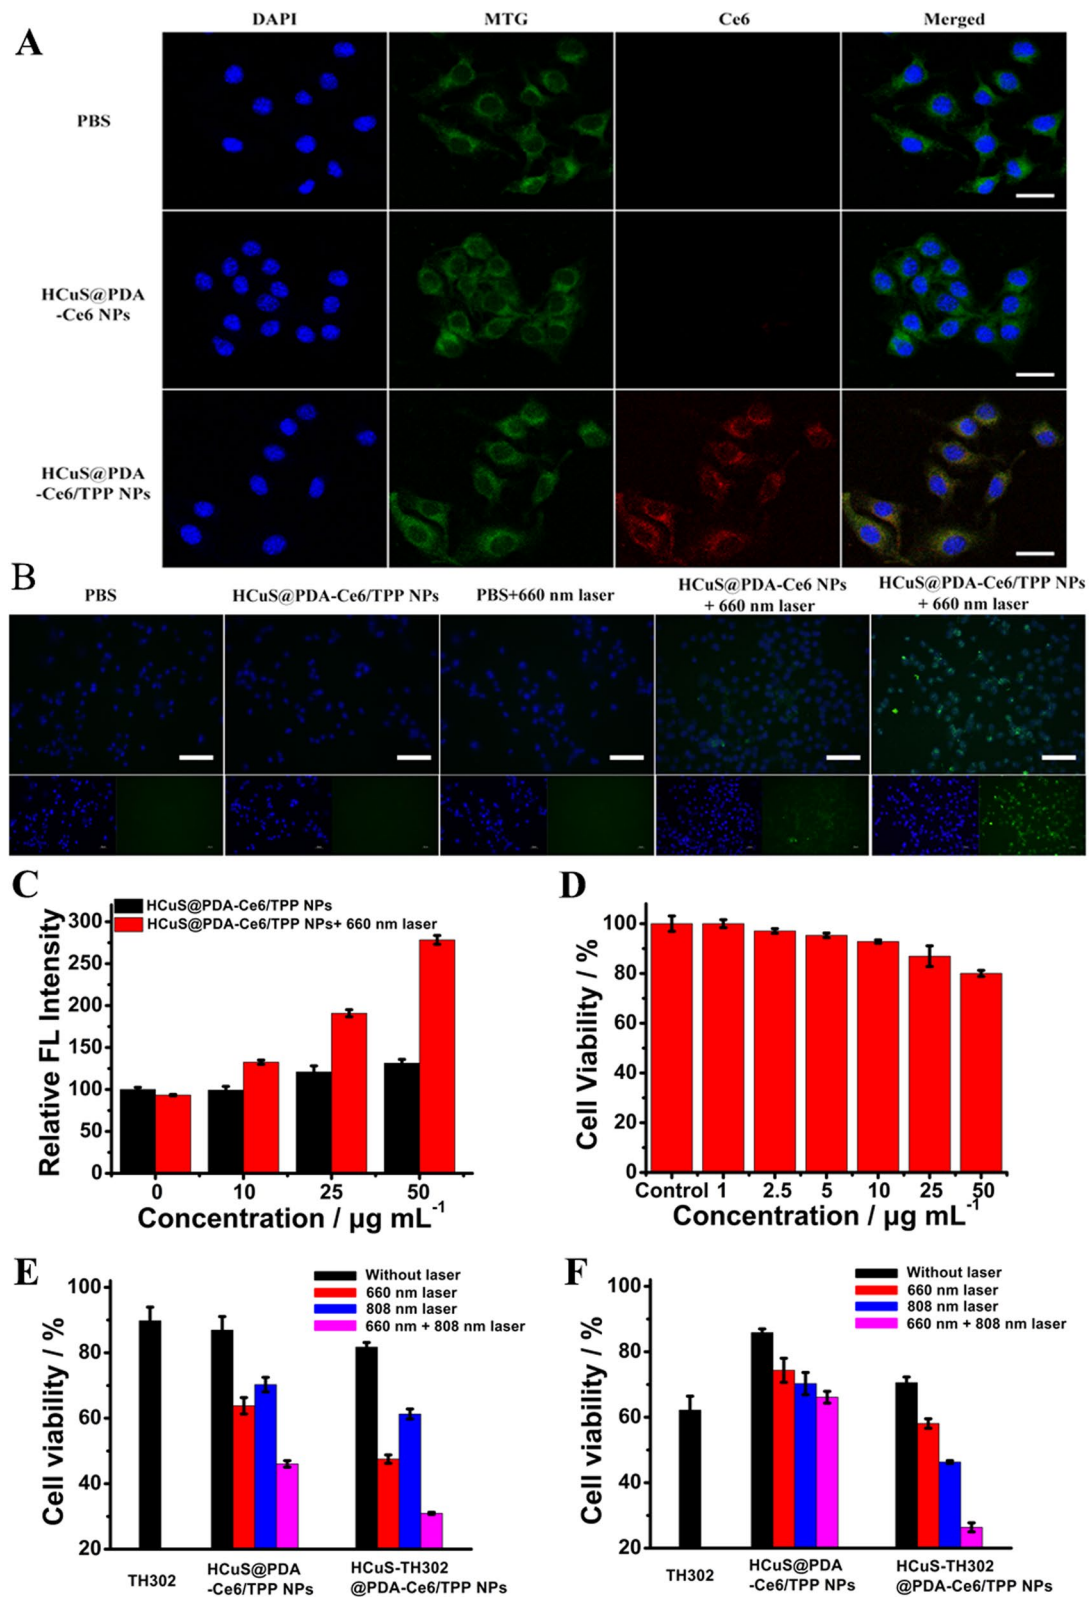 A
DAPI MTG Ce6 Merged
PBS
HCuS@PDA
-Ce6 NPs
HCuS@PDA
-Ce6/TPP NPs
B
PBS
HCuS@PDA-Ce6/TPP NPs
PBS+660 nm laser
HCuS@PDA-Ce6 NPs
+ 660 nm laser
HCuS@PDA-Ce6/TPP NPs
+ 660 nm laser
C
HCuS@PDA-Ce6/TPP NPs
HCuS@PDA-Ce6/TPP NPs+ 660 nm laser
Relative FL Intensity
300
250
200
150
100
50
0
0 10 25 50
Concentration / µg mL⁻¹
D
Cell Viability / %
100
80
60
40
20
0
Control 1 2.5 5 10 25 50
Concentration / µg mL⁻¹
E
Without laser
660 nm laser
808 nm laser
660 nm + 808 nm laser
Cell viability / %
100
80
60
40
20
TH302
HCuS@PDA
-Ce6/TPP NPs
HCuS-TH302
@PDA-Ce6/TPP NPs
F
Without laser
660 nm laser
808 nm laser
660 nm + 808 nm laser
Cell viability / %
100
80
60
40
20
TH302
HCuS@PDA
-Ce6/TPP NPs
HCuS-TH302
@PDA-Ce6/TPP NPs